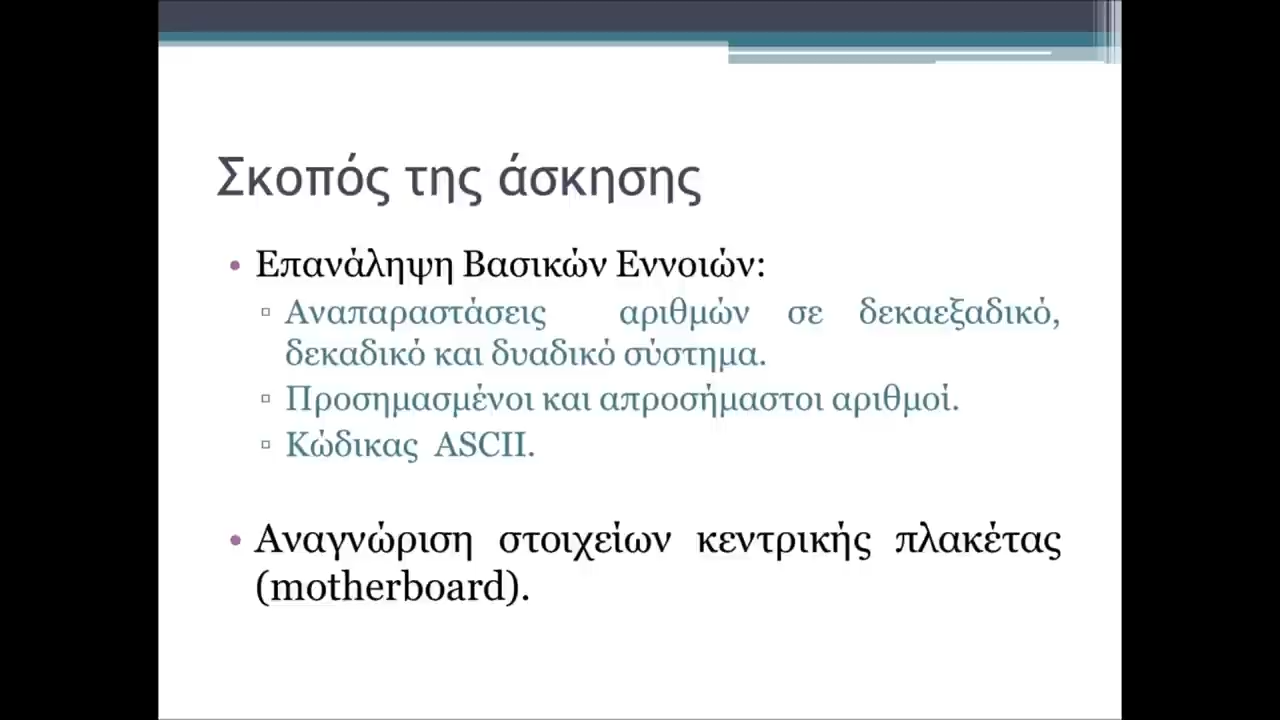 Σκοπός της άσκησης
• Επανάληψη Βασικών Εννοιών:
▫ Αναπαραστάσεις αριθμών σε δεκαεξαδικό,
δεκαδικό και δυαδικό σύστημα.
▫ Προσημασμένοι και απροσήμαστοι αριθμοί.
▫ Κώδικας ASCII.
• Αναγνώριση στοιχείων κεντρικής πλακέτας
(motherboard).